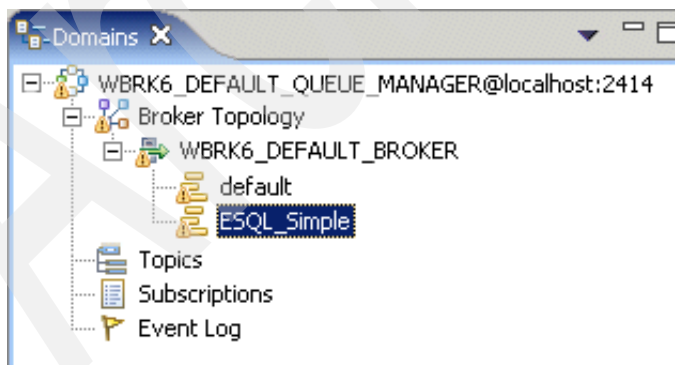 Domains
WBRK6_DEFAULT_QUEUE_MANAGER@localhost:2414
Broker Topology
WBRK6_DEFAULT_BROKER
default
ESQL_Simple
Topics
Subscriptions
Event Log